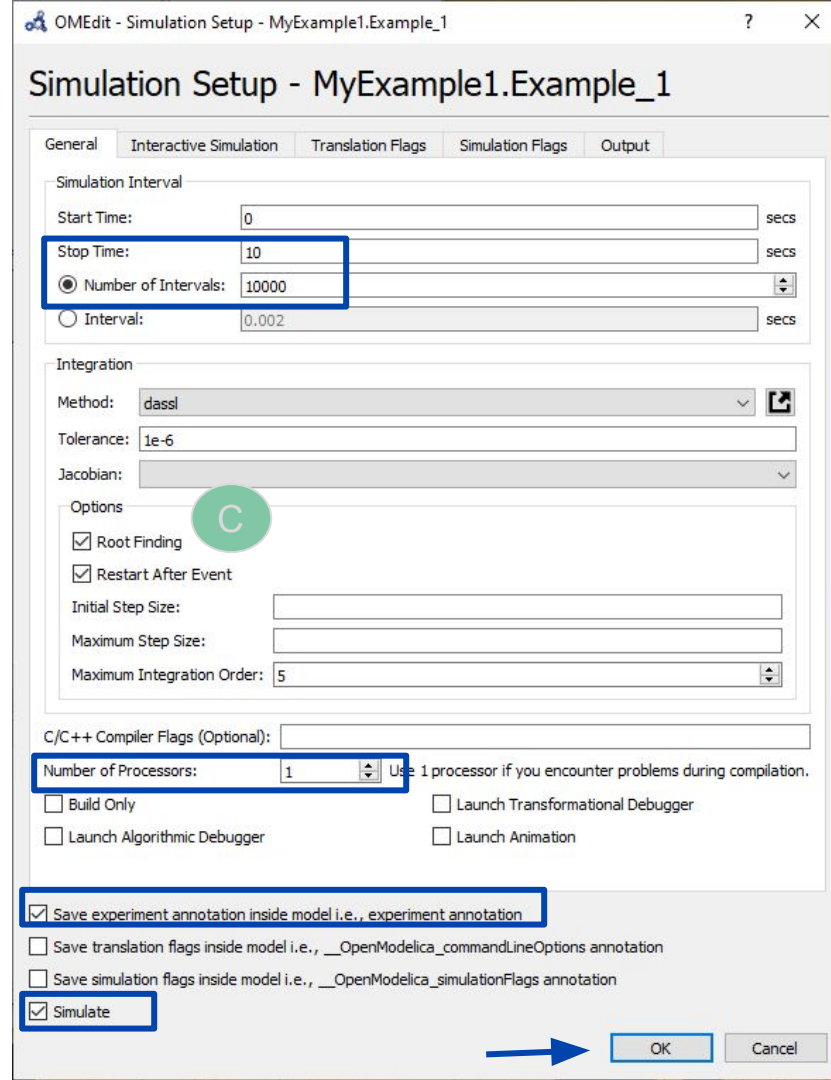 OMEdit - Simulation Setup - MyExample1.Example_1 ?
Simulation Setup - MyExample1.Example_1
General Interactive Simulation Translation Flags Simulation Flags Output
Simulation Interval
Start Time: 0 secs
Stop Time: 10 secs
Number of Intervals: 10000
Interval: 0.002 secs
Integration
Method: dassl
Tolerance: 1e-6
Jacobian:
Options
C
Root Finding
Restart After Event
Initial Step Size:
Maximum Step Size:
Maximum Integration Order: 5
C/C++ Compiler Flags (Optional):
Number of Processors: 1 Use 1 processor if you encounter problems during compilation.
Build Only Launch Transformational Debugger
Launch Algorithmic Debugger Launch Animation
Save experiment annotation inside model i.e., experiment annotation
Save translation flags inside model i.e., __OpenModelica_commandLineOptions annotation
Save simulation flags inside model i.e., __OpenModelica_simulationFlags annotation
Simulate
OK Cancel